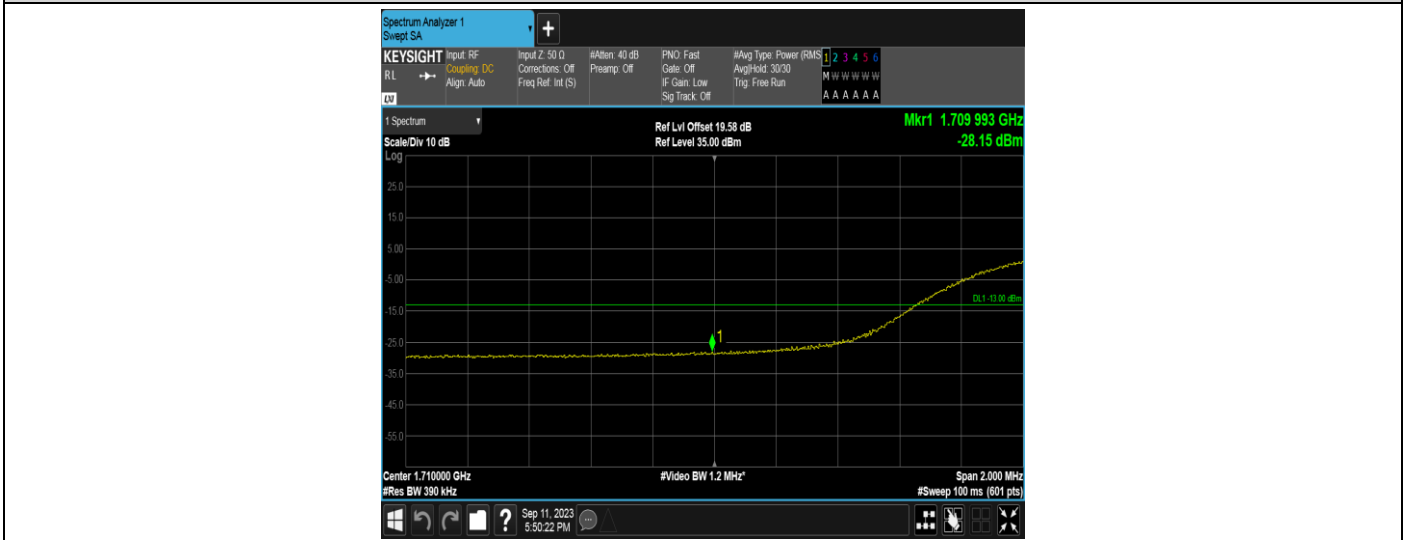 Spectrum Analyzer 1
Swept SA
+
KEYSIGHT
RL
LXI
Input: RF
Coupling: DC
Align: Auto
Input Z: 50 Ω
Corrections: Off
Freq Ref: Int (S)
#Atten: 40 dB
Preamp: Off
PNO: Fast
Gate: Off
IF Gain: Low
Sig Track: Off
#Avg Type: Power (RMS
Avg|Hold: 30/30
Trig: Free Run
1 2 3 4 5 6
M W W W W W
A A A A A A
1 Spectrum
Scale/Div 10 dB
Log
Ref Lvl Offset 19.58 dB
Ref Level 35.00 dBm
Mkr1 1.709 993 GHz
-28.15 dBm
25.0
15.0
5.00
-5.00
DL1 -13.00 dBm
-15.0
1
-25.0
-35.0
-45.0
-55.0
Center 1.710000 GHz
#Res BW 390 kHz
#Video BW 1.2 MHz*
Span 2.000 MHz
#Sweep 100 ms (601 pts)
?
Sep 11, 2023
5:50:22 PM